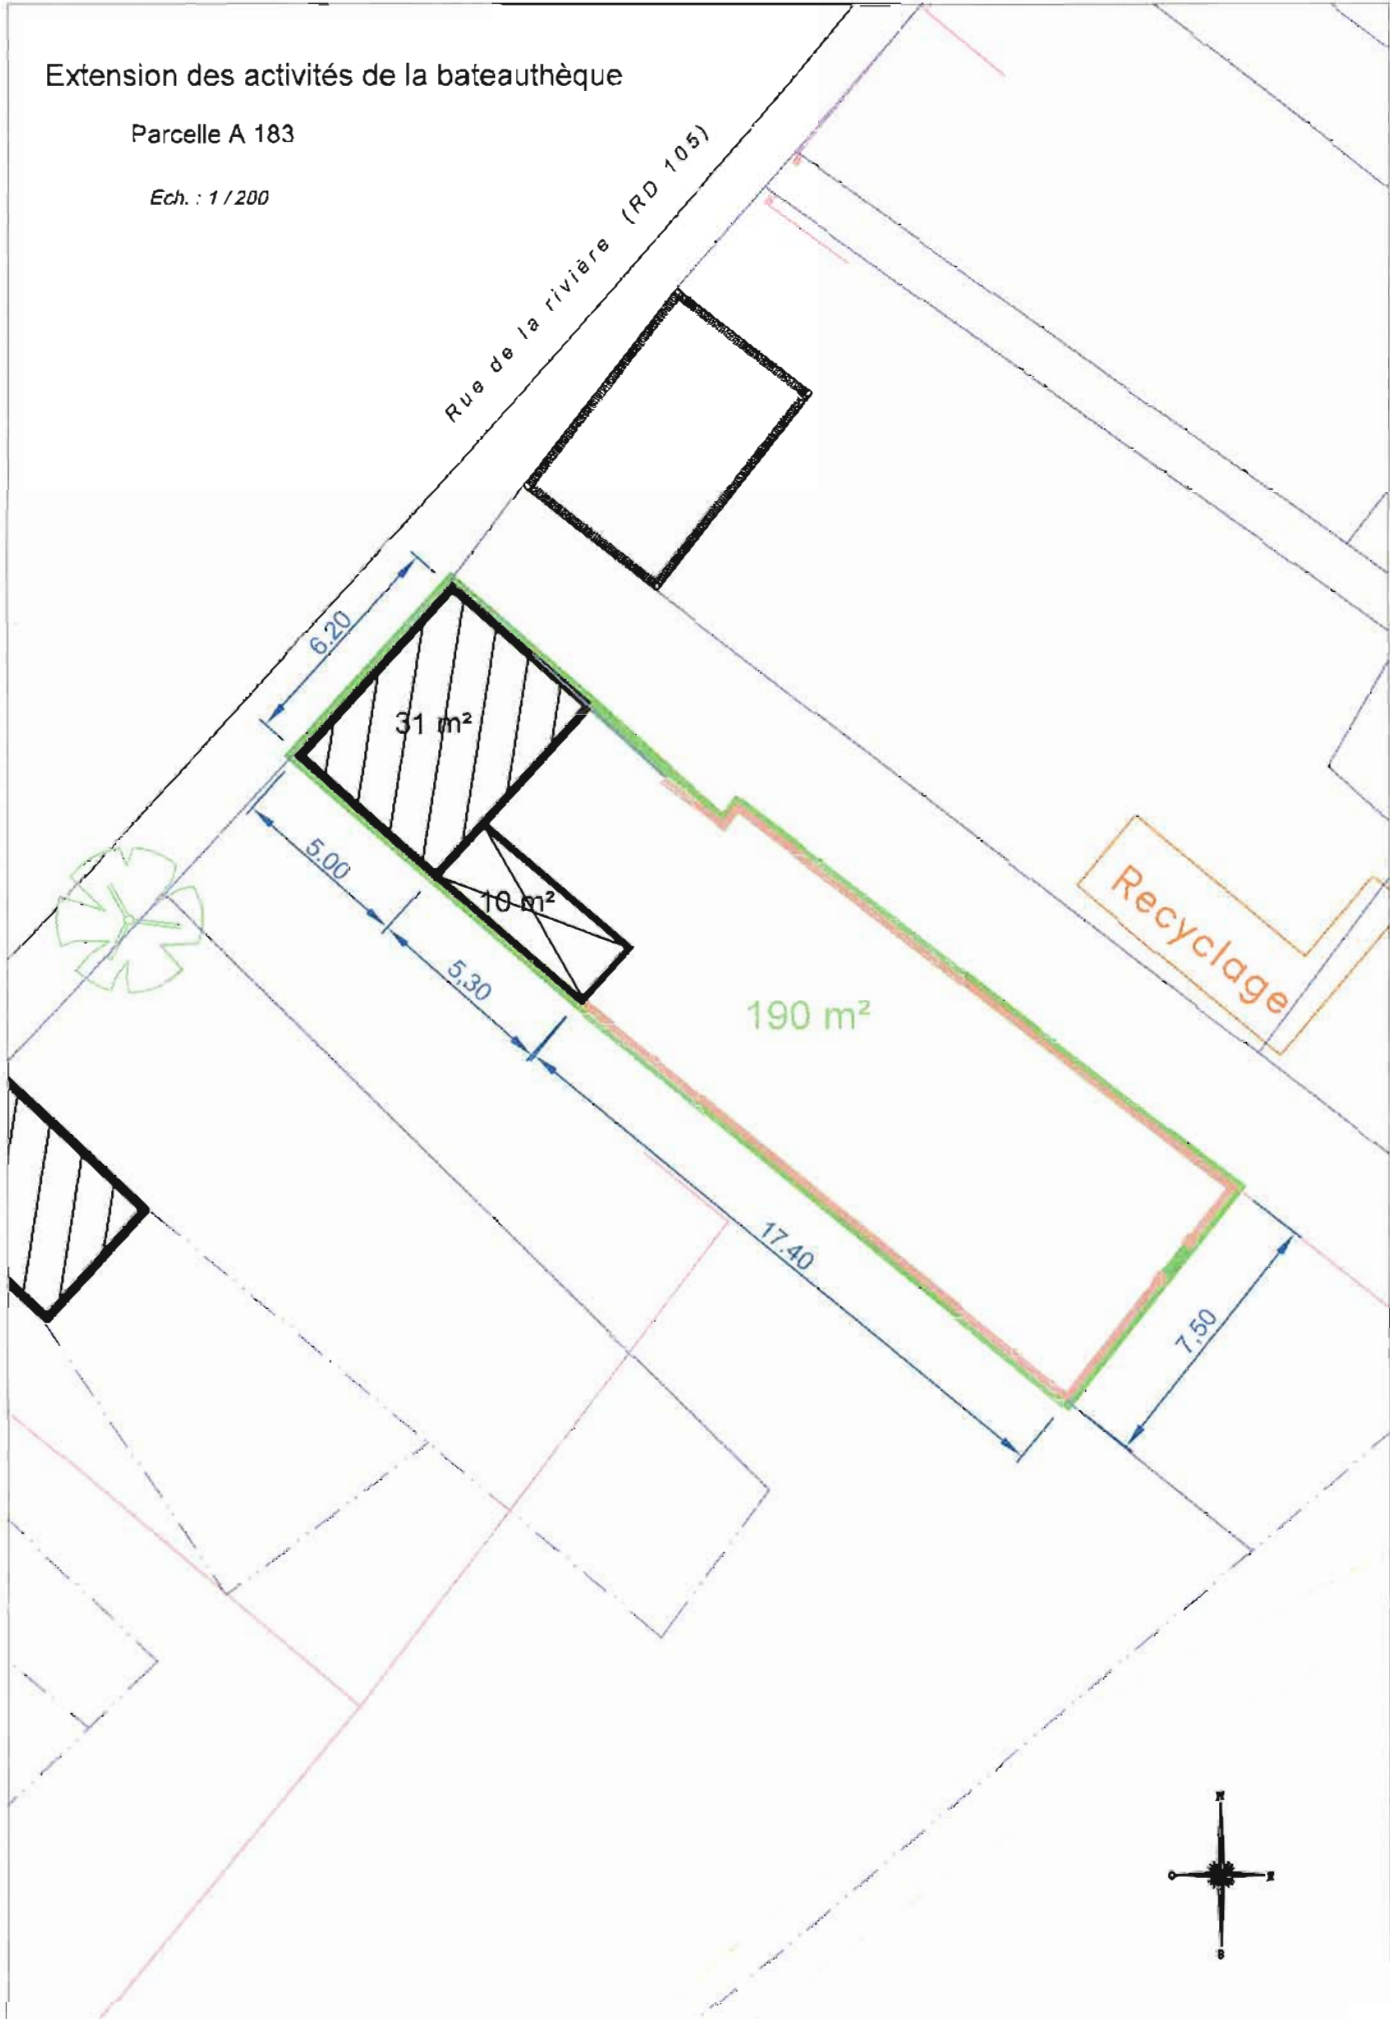 Extension des activités de la bateauthèque
Parcelle A 183
Ech. : 1 / 200
Rue de la rivière (RD 105)
6.20
31 m²
5.00
10 m²
5,30
190 m²
Recyclage
17.40
7,50
N
O
E
S